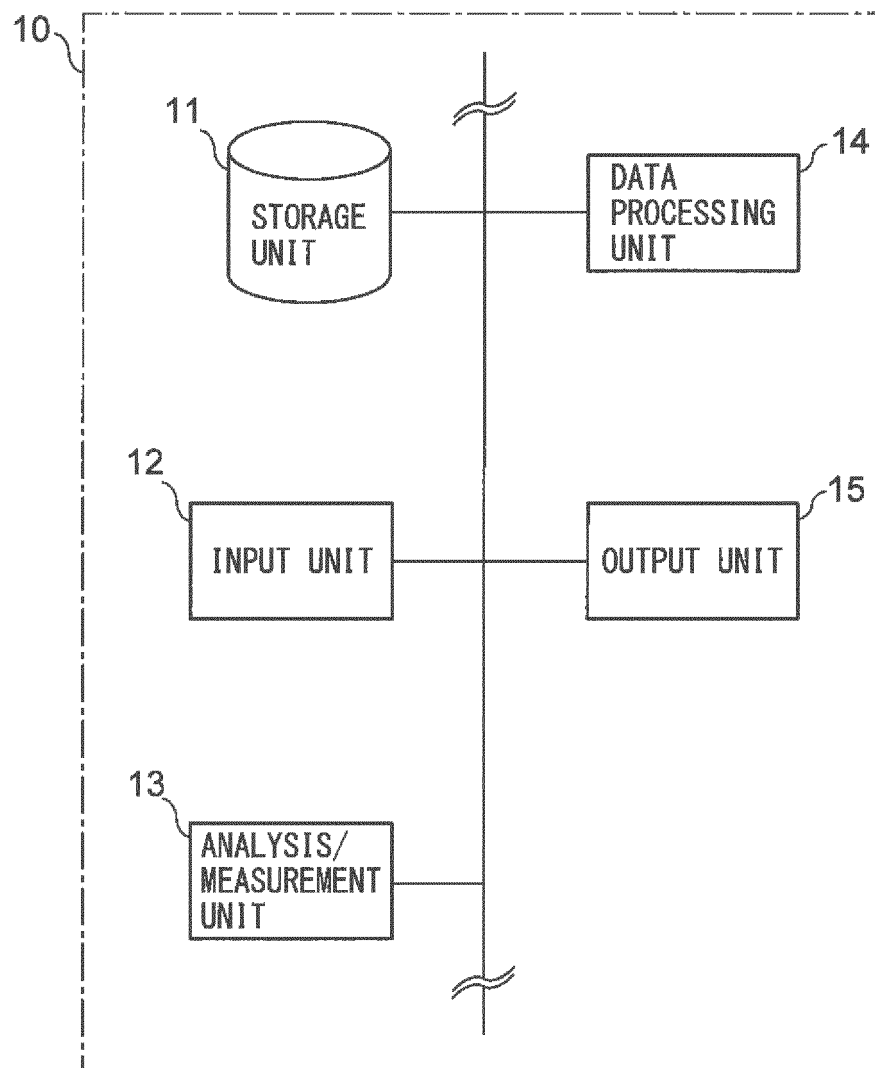 10
11
STORAGE
UNIT
14
DATA
PROCESSING
UNIT
12
INPUT UNIT
15
OUTPUT UNIT
13
ANALYSIS/
MEASUREMENT
UNIT